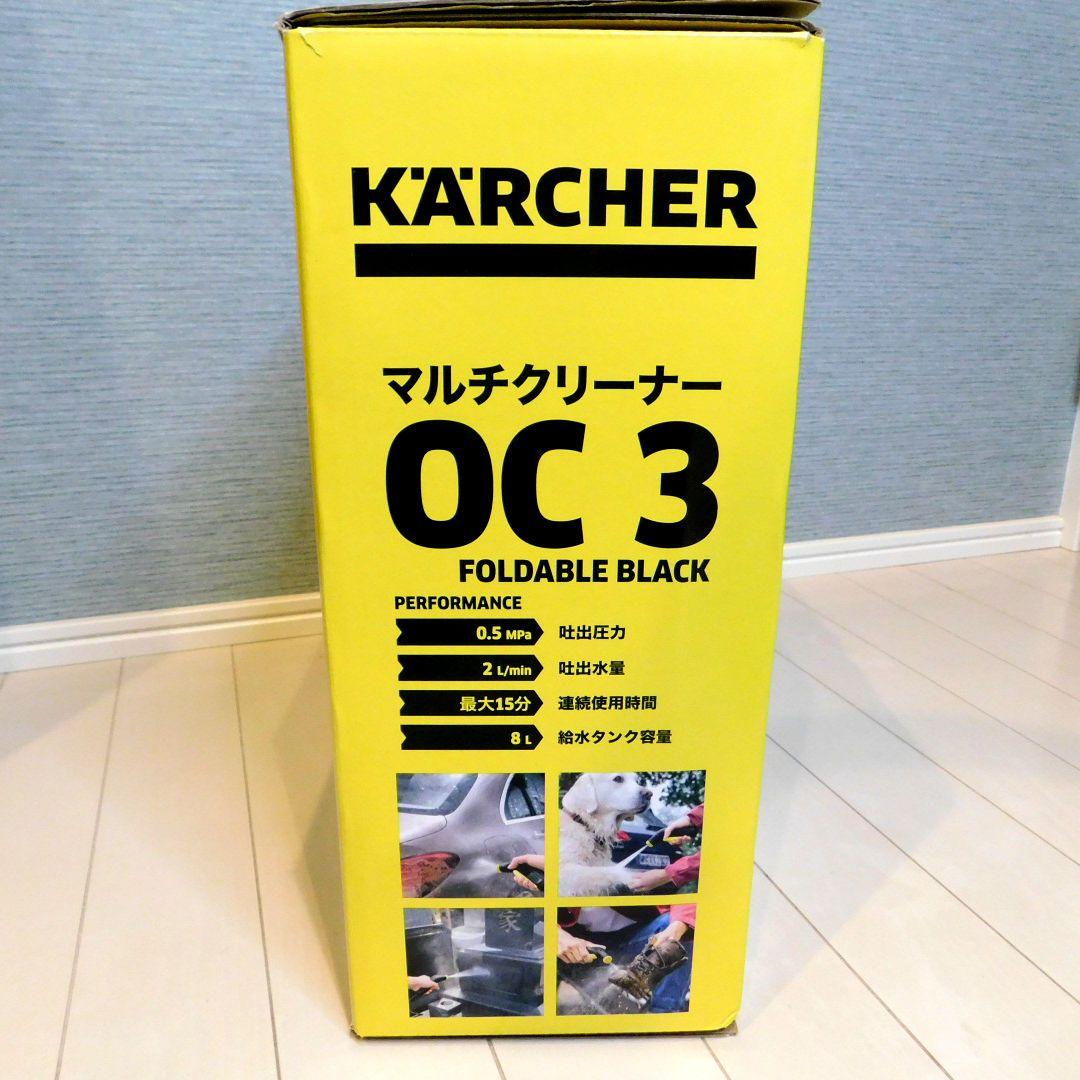 KÄRCHER
マルチクリーナー
OC 3
FOLDABLE BLACK
PERFORMANCE
0.5 MPa 吐出圧力
2 L/min 吐出水量
最大15分 連続使用時間
8 L 給水タンク容量
家